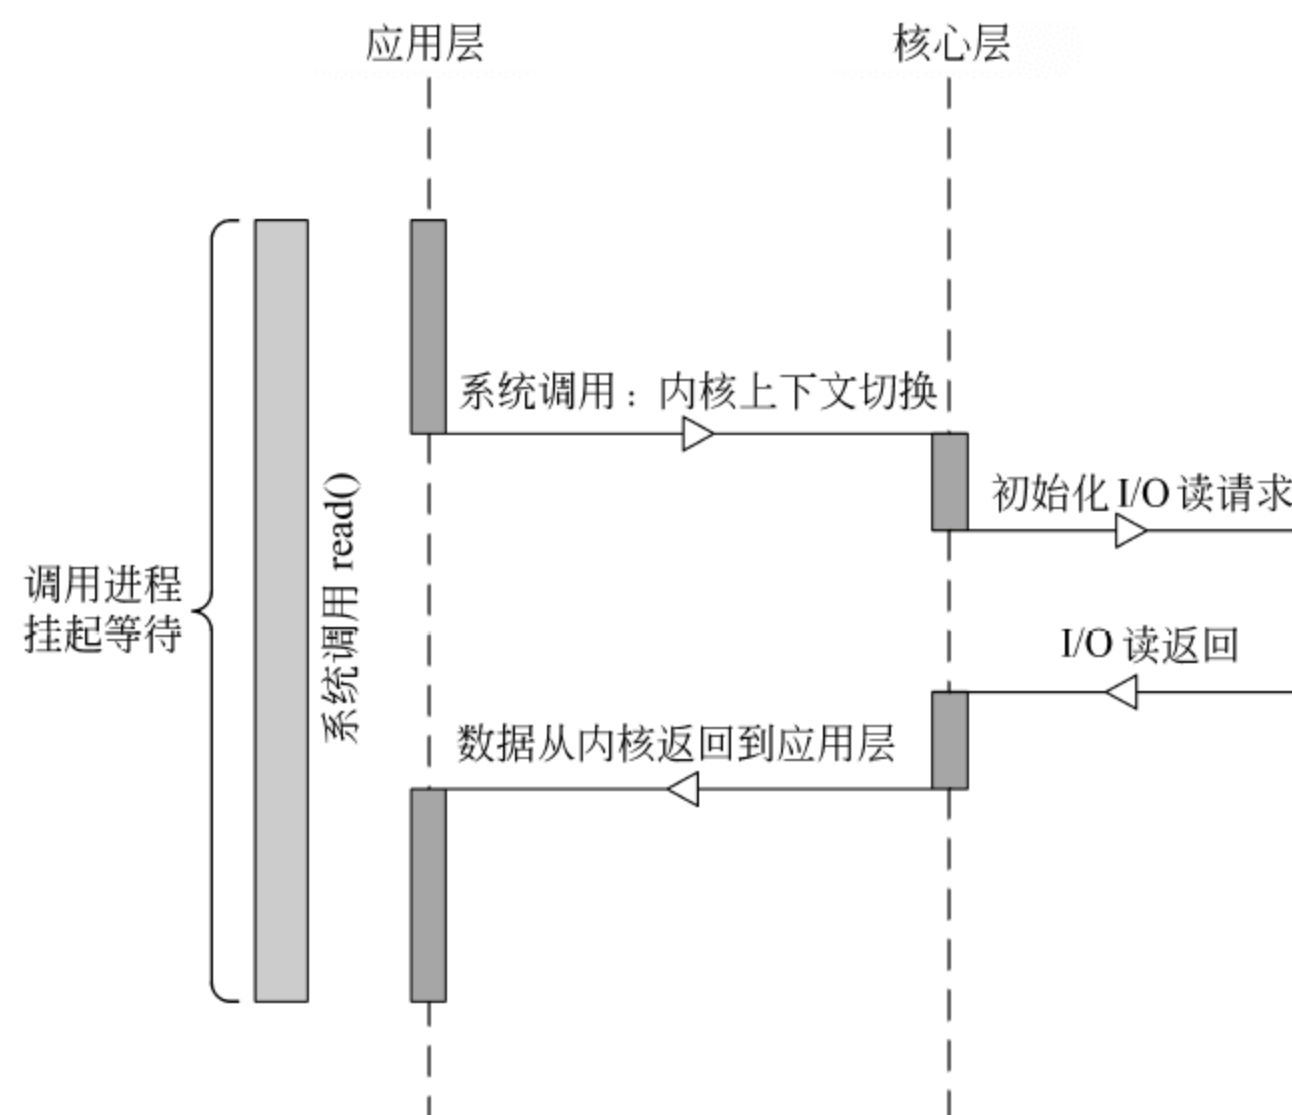 应用层
核心层
系统调用：内核上下文切换
初始化 I/O 读请求
系统调用 read()
调用进程
挂起等待
I/O 读返回
数据从内核返回到应用层